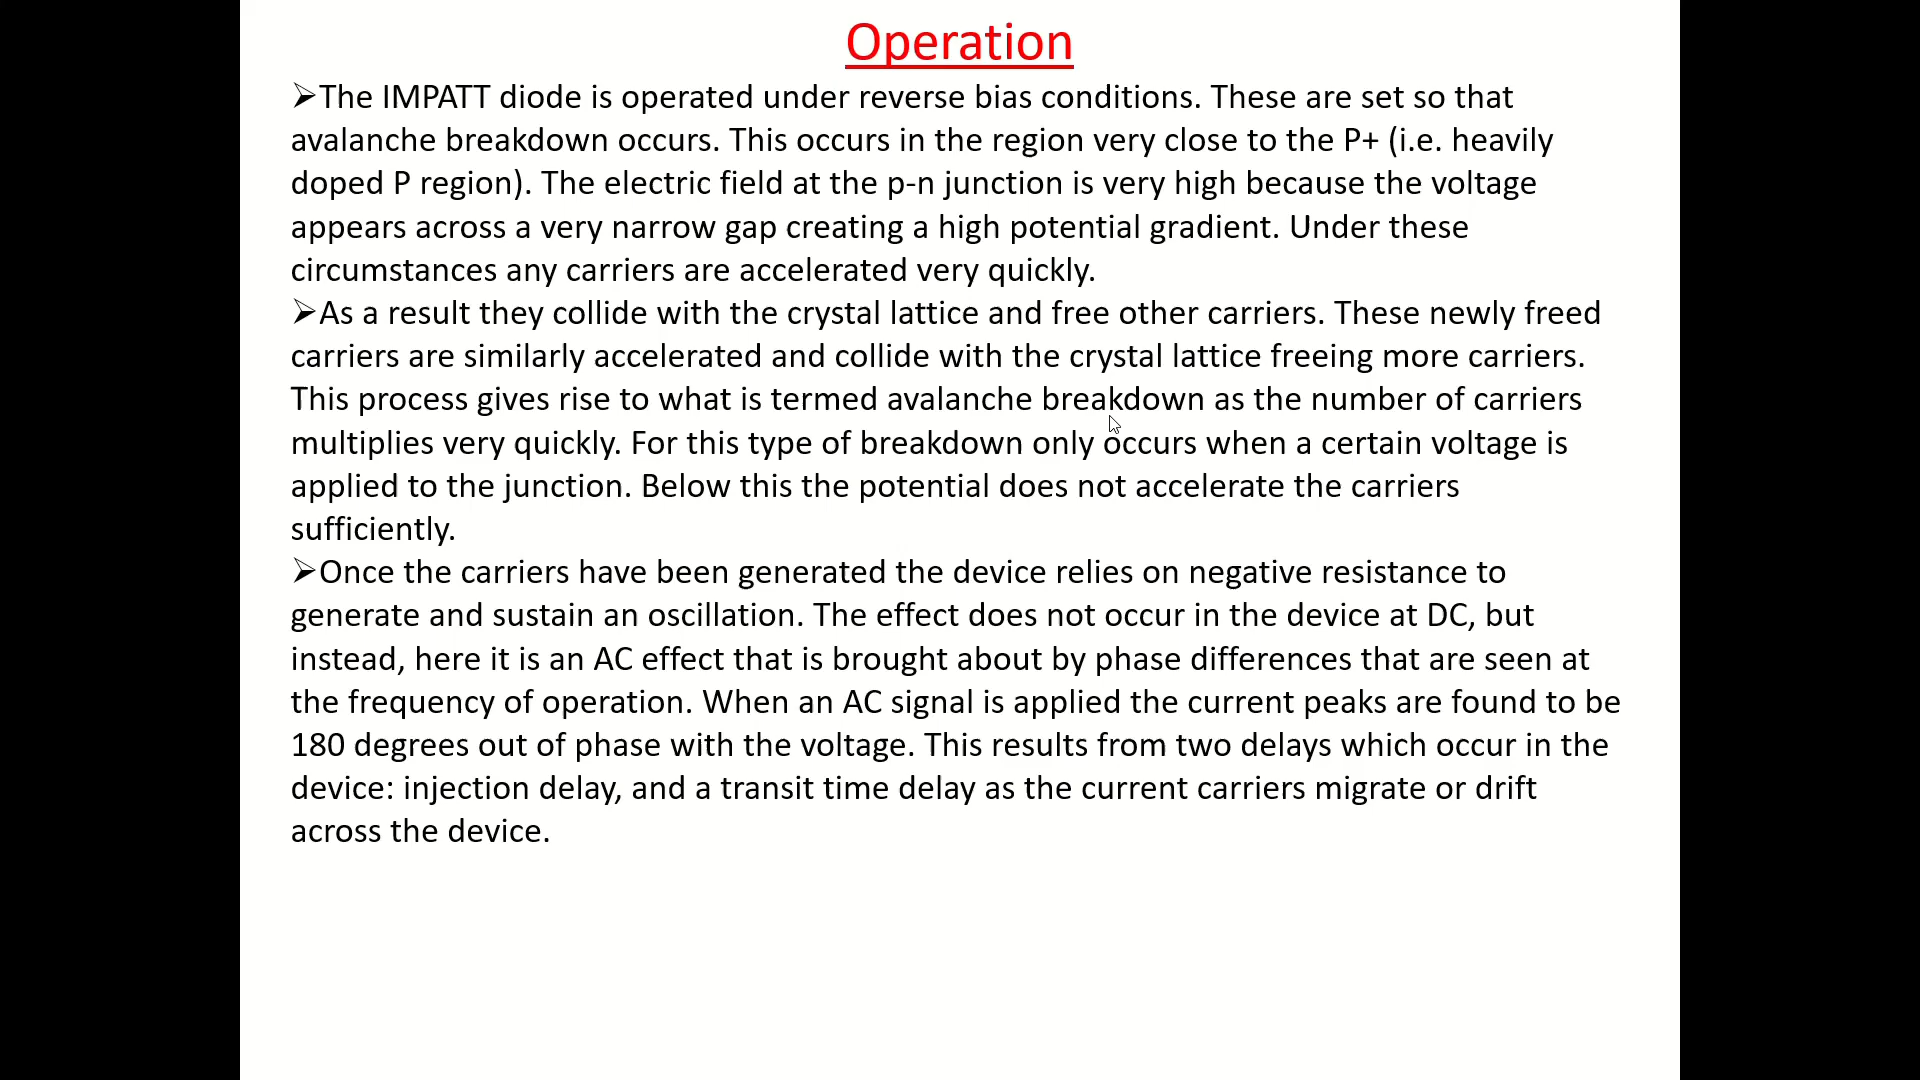 Operation
➢The IMPATT diode is operated under reverse bias conditions. These are set so that
avalanche breakdown occurs. This occurs in the region very close to the P+ (i.e. heavily
doped P region). The electric field at the p-n junction is very high because the voltage
appears across a very narrow gap creating a high potential gradient. Under these
circumstances any carriers are accelerated very quickly.
➢As a result they collide with the crystal lattice and free other carriers. These newly freed
carriers are similarly accelerated and collide with the crystal lattice freeing more carriers.
This process gives rise to what is termed avalanche breakdown as the number of carriers
multiplies very quickly. For this type of breakdown only occurs when a certain voltage is
applied to the junction. Below this the potential does not accelerate the carriers
sufficiently.
➢Once the carriers have been generated the device relies on negative resistance to
generate and sustain an oscillation. The effect does not occur in the device at DC, but
instead, here it is an AC effect that is brought about by phase differences that are seen at
the frequency of operation. When an AC signal is applied the current peaks are found to be
180 degrees out of phase with the voltage. This results from two delays which occur in the
device: injection delay, and a transit time delay as the current carriers migrate or drift
across the device.